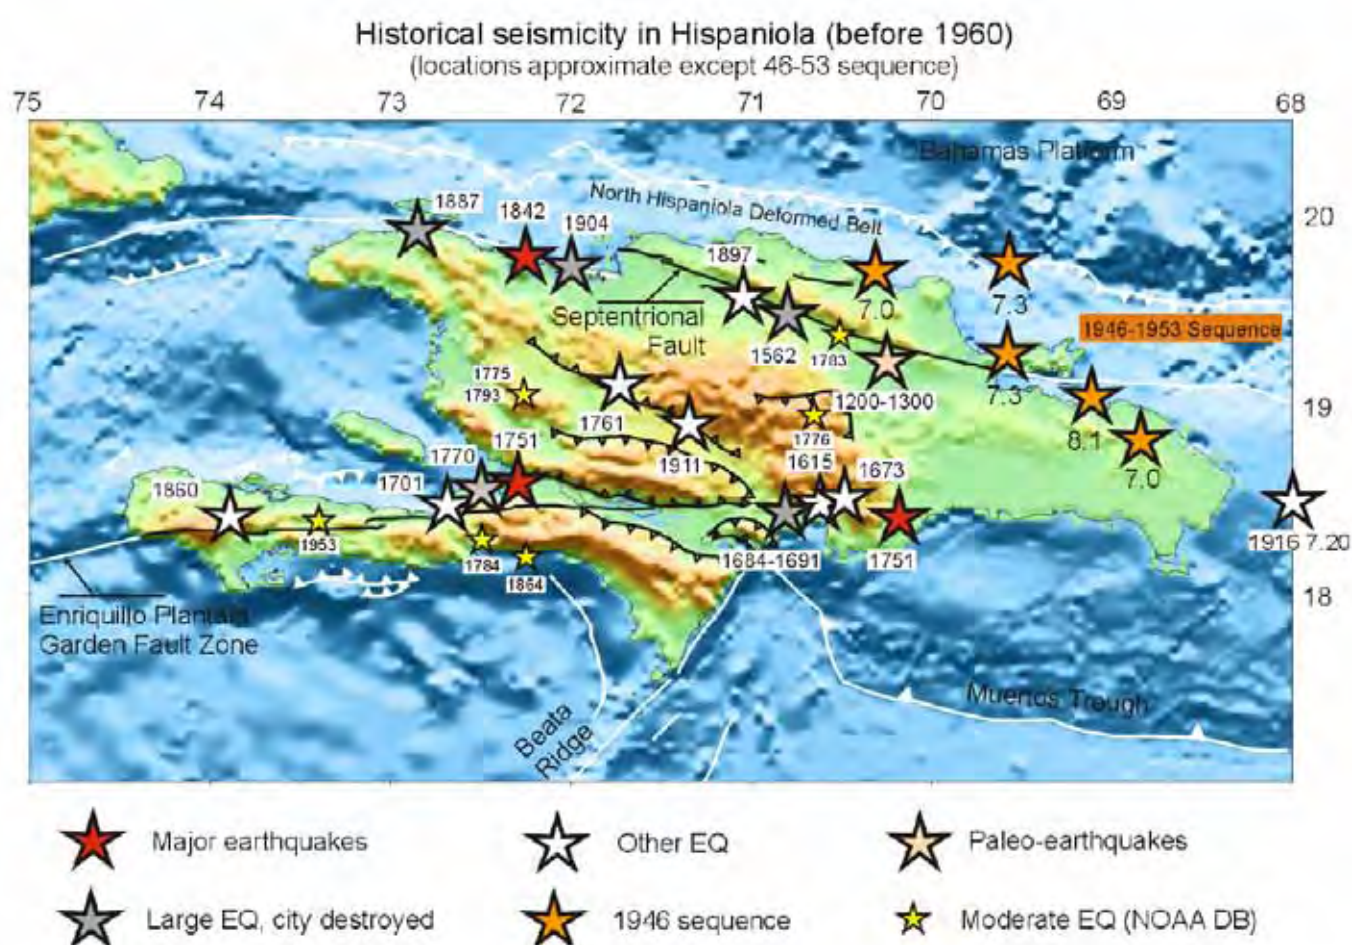 Historical seismicity in Hispaniola (before 1960)
(locations approximate except 46-53 sequence)
75 74 73 72 71 70 69 68
Bahamas Platform
20
19
18
North Hispaniola Deformed Belt
1887
1842
1904
1897
7.0
7.3
Septentrional
Fault
1562
1783
1946-1953 Sequence
7.3
1775
1793
1761
1200-1300
8.1
1776
1770
1751
1911
1615
1673
7.0
1860
1701
1953
1784
1864
1684-1691
1751
1916 7.20
Enriquillo Plantain
Garden Fault Zone
Beata
Ridge
Muertos Trough
Major earthquakes
Other EQ
Paleo-earthquakes
Large EQ, city destroyed
1946 sequence
Moderate EQ (NOAA DB)